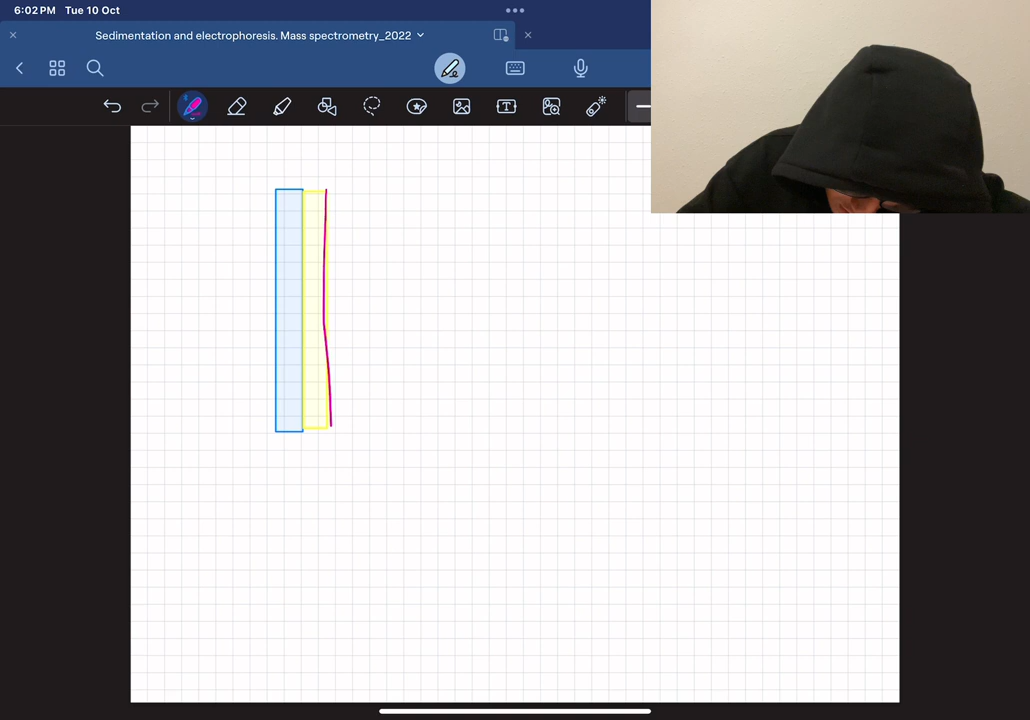 6:02 PM Tue 10 Oct
Sedimentation and electrophoresis. Mass spectrometry_2022
T